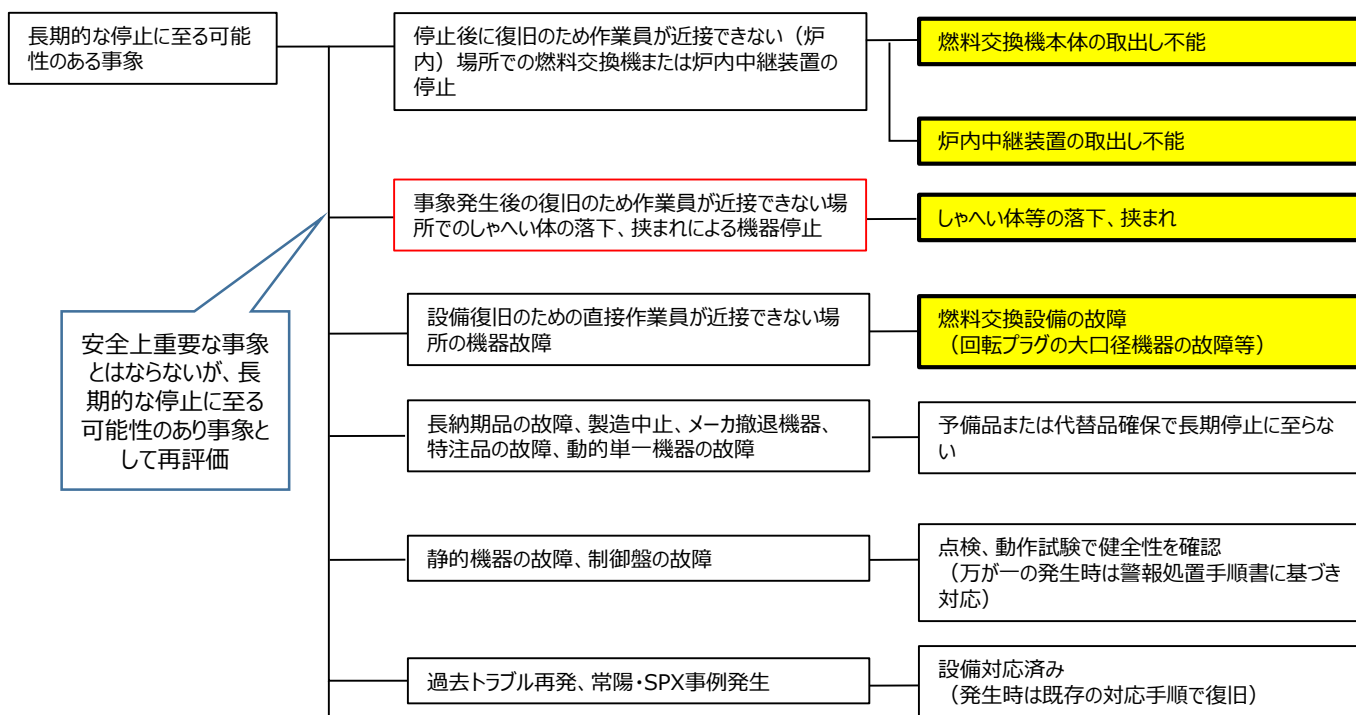 長期的な停止に至る可能
性のある事象
停止後に復旧のため作業員が近接できない（炉
内）場所での燃料交換機または炉内中継装置の
停止
燃料交換機本体の取出し不能
炉内中継装置の取出し不能
事象発生後の復旧のため作業員が近接できない場
所でのしゃへい体の落下、挟まれによる機器停止
しゃへい体等の落下、挟まれ
安全上重要な事象
とはならないが、長
期的な停止に至る
可能性のあり事象と
して再評価
設備復旧のための直接作業員が近接できない場
所の機器故障
燃料交換設備の故障
（回転プラグの大口径機器の故障等）
長納期品の故障、製造中止、メーカ撤退機器、
特注品の故障、動的単一機器の故障
予備品または代替品確保で長期停止に至らな
い
静的機器の故障、制御盤の故障
点検、動作試験で健全性を確認
（万が一の発生時は警報処置手順書に基づき
対応）
過去トラブル再発、常陽・SPX事例発生
設備対応済み
（発生時は既存の対応手順で復旧）